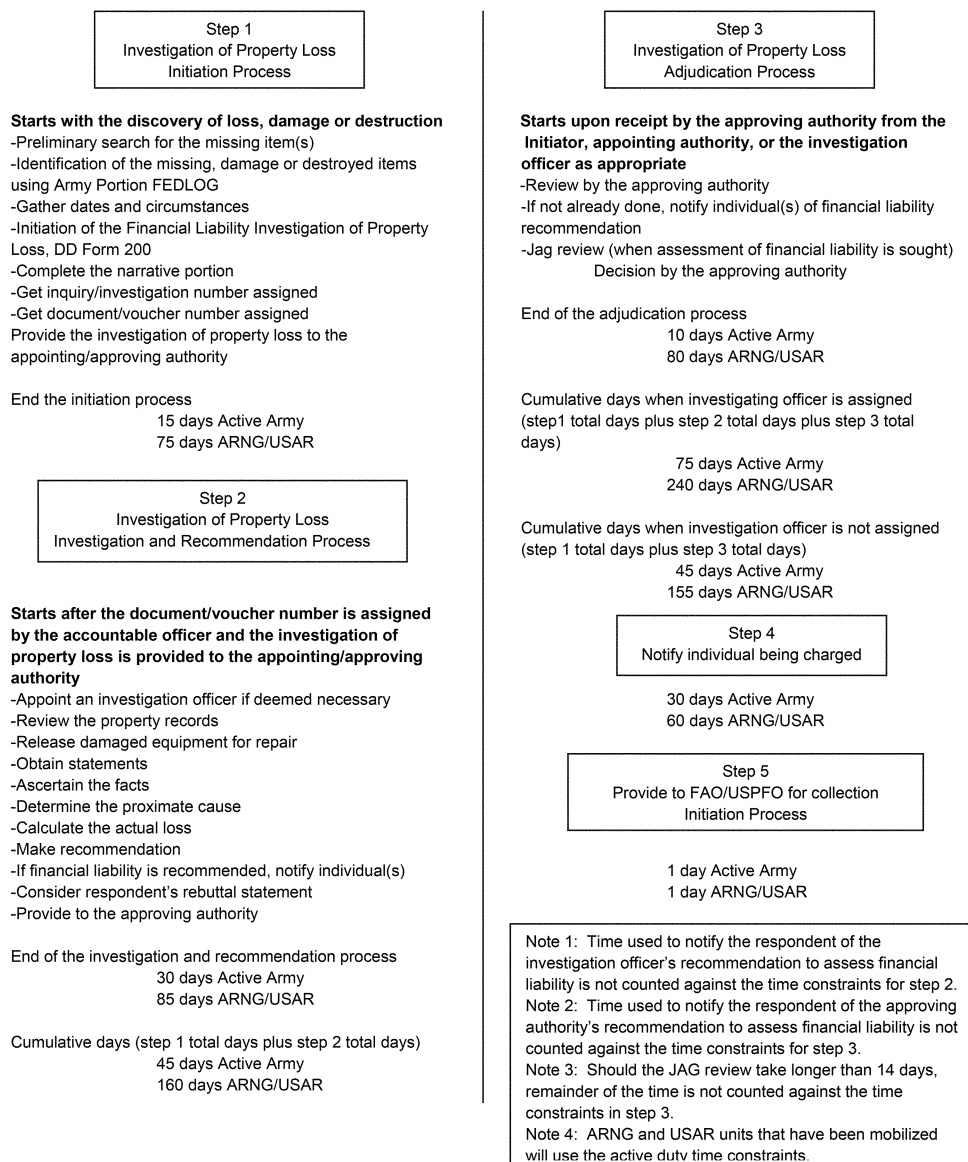 Step 1
Investigation of Property Loss
Initiation Process
Starts with the discovery of loss, damage or destruction
-Preliminary search for the missing item(s)
-Identification of the missing, damage or destroyed items
using Army Portion FEDLOG
-Gather dates and circumstances
-Initiation of the Financial Liability Investigation of Property
Loss, DD Form 200
-Complete the narrative portion
-Get inquiry/investigation number assigned
-Get document/voucher number assigned
Provide the investigation of property loss to the
appointing/approving authority
End the initiation process
15 days Active Army
75 days ARNG/USAR
Step 2
Investigation of Property Loss
Investigation and Recommendation Process
Starts after the document/voucher number is assigned
by the accountable officer and the investigation of
property loss is provided to the appointing/approving
authority
-Appoint an investigation officer if deemed necessary
-Review the property records
-Release damaged equipment for repair
-Obtain statements
-Ascertain the facts
-Determine the proximate cause
-Calculate the actual loss
-Make recommendation
-If financial liability is recommended, notify individual(s)
-Consider respondent's rebuttal statement
-Provide to the approving authority
End of the investigation and recommendation process
30 days Active Army
85 days ARNG/USAR
Cumulative days (step 1 total days plus step 2 total days)
45 days Active Army
160 days ARNG/USAR
Step 3
Investigation of Property Loss
Adjudication Process
Starts upon receipt by the approving authority from the
Initiator, appointing authority, or the investigation
officer as appropriate
-Review by the approving authority
-If not already done, notify individual(s) of financial liability
recommendation
-Jag review (when assessment of financial liability is sought)
Decision by the approving authority
End of the adjudication process
10 days Active Army
80 days ARNG/USAR
Cumulative days when investigating officer is assigned
(step1 total days plus step 2 total days plus step 3 total
days)
75 days Active Army
240 days ARNG/USAR
Cumulative days when investigation officer is not assigned
(step 1 total days plus step 3 total days)
45 days Active Army
155 days ARNG/USAR
Step 4
Notify individual being charged
30 days Active Army
60 days ARNG/USAR
Step 5
Provide to FAO/USPFO for collection
Initiation Process
1 day Active Army
1 day ARNG/USAR
Note 1: Time used to notify the respondent of the
investigation officer's recommendation to assess financial
liability is not counted against the time constraints for step 2.
Note 2: Time used to notify the respondent of the approving
authority's recommendation to assess financial liability is not
counted against the time constraints for step 3.
Note 3: Should the JAG review take longer than 14 days,
remainder of the time is not counted against the time
constraints in step 3.
Note 4: ARNG and USAR units that have been mobilized
will use the active duty time constraints.